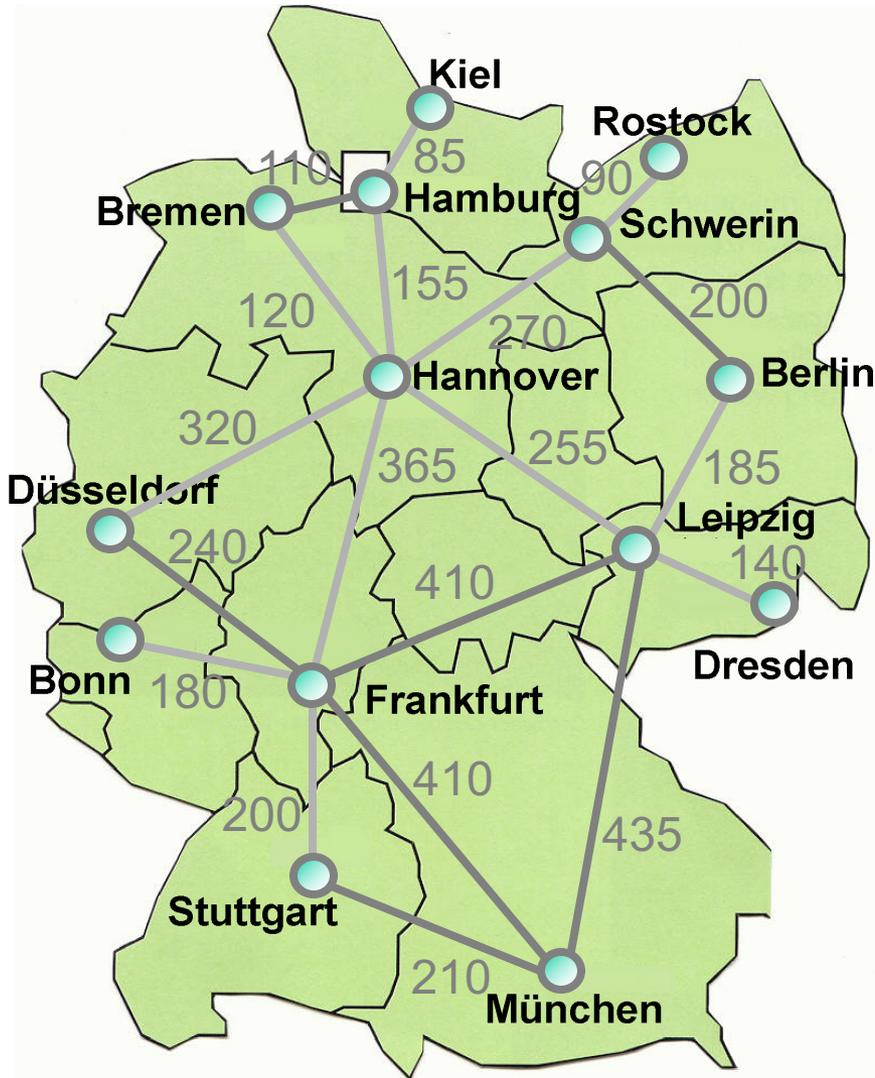 Kiel
Rostock
110
85
90
Bremen
Hamburg
Schwerin
155
200
120
270
Hannover
Berlin
320
255
365
185
Düsseldorf
Leipzig
240
410
140
Bonn
180
Dresden
Frankfurt
410
200
435
Stuttgart
210
München